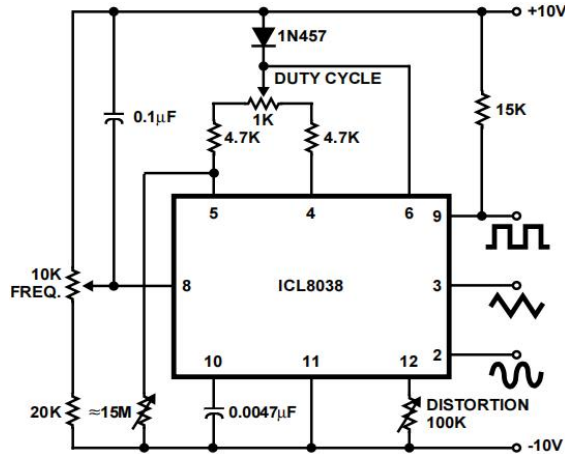 +10V
1N457
DUTY CYCLE
0.1µF
1K
15K
4.7K
4.7K
5
4
6
9
10K
FREQ.
8
ICL8038
3
10
11
12
2
20K
≈15M
0.0047µF
DISTORTION
100K
-10V